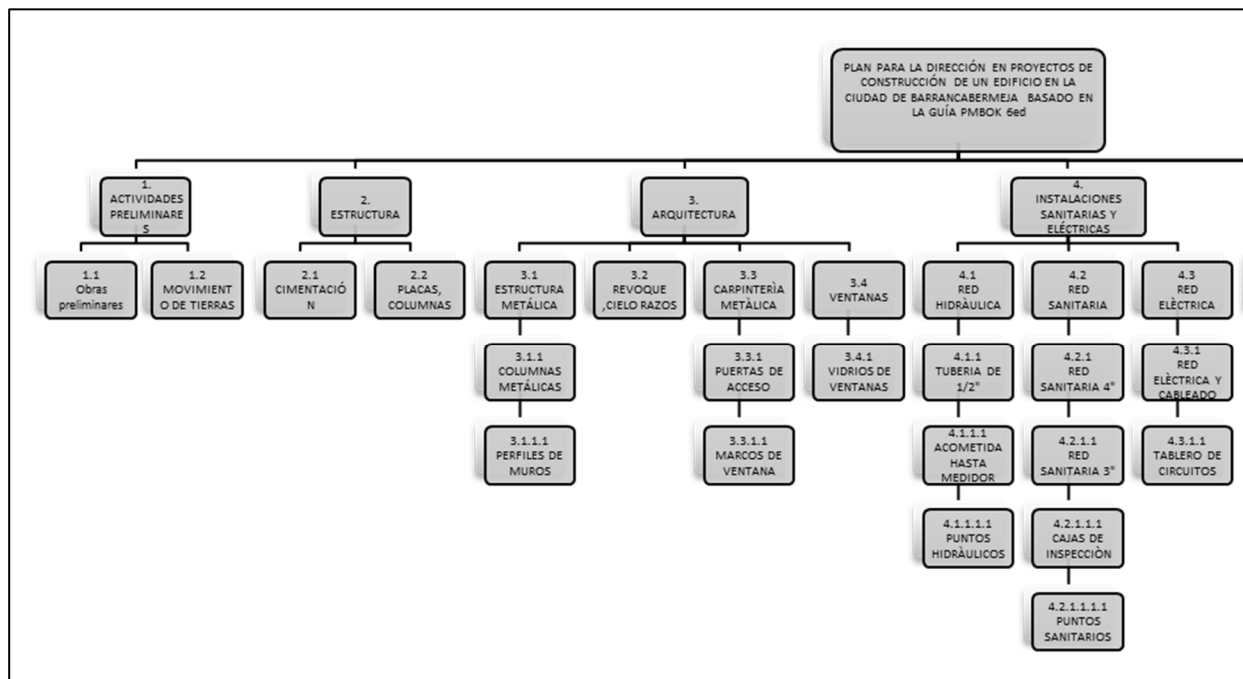 PLAN PARA LA DIRECCIÓN EN PROYECTOS DE
CONSTRUCCIÓN DE UN EDIFICIO EN LA
CIUDAD DE BARRANCABERMEJA BASADO EN
LA GUÍA PMBOK 6ed
1.
ACTIVIDADES
PRELIMINARE
S
2.
ESTRUCTURA
3.
ARQUITECTURA
4.
INSTALACIONES
SANITARIAS Y
ELÉCTRICAS
1.1
Obras
preliminares
1.2
MOVIMIENT
O DE TIERRAS
2.1
CIMENTACIÓ
N
2.2
PLACAS,
COLUMNAS
3.1
ESTRUCTURA
METÁLICA
3.2
REVOQUE
,CIELO RAZOS
3.3
CARPINTERÌA
METÀLICA
3.4
VENTANAS
4.1
RED
HIDRÀULICA
4.2
RED
SANITARIA
4.3
RED
ELÈCTRICA
3.1.1
COLUMNAS
METÁLICAS
3.3.1
PUERTAS DE
ACCESO
3.4.1
VIDRIOS DE
VENTANAS
4.1.1
TUBERIA DE
1/2"
4.2.1
RED
SANITARIA 4"
4.3.1
RED
ELÈCTRICA Y
CABLEADO
3.1.1.1
PERFILES DE
MUROS
3.3.1.1
MARCOS DE
VENTANA
4.1.1.1
ACOMETIDA
HASTA
MEDIDOR
4.2.1.1
RED
SANITARIA 3"
4.3.1.1
TABLERO DE
CIRCUITOS
4.1.1.1.1
PUNTOS
HIDRÀULICOS
4.2.1.1.1
CAJAS DE
INSPECCIÒN
4.2.1.1.1.1
PUNTOS
SANITARIOS